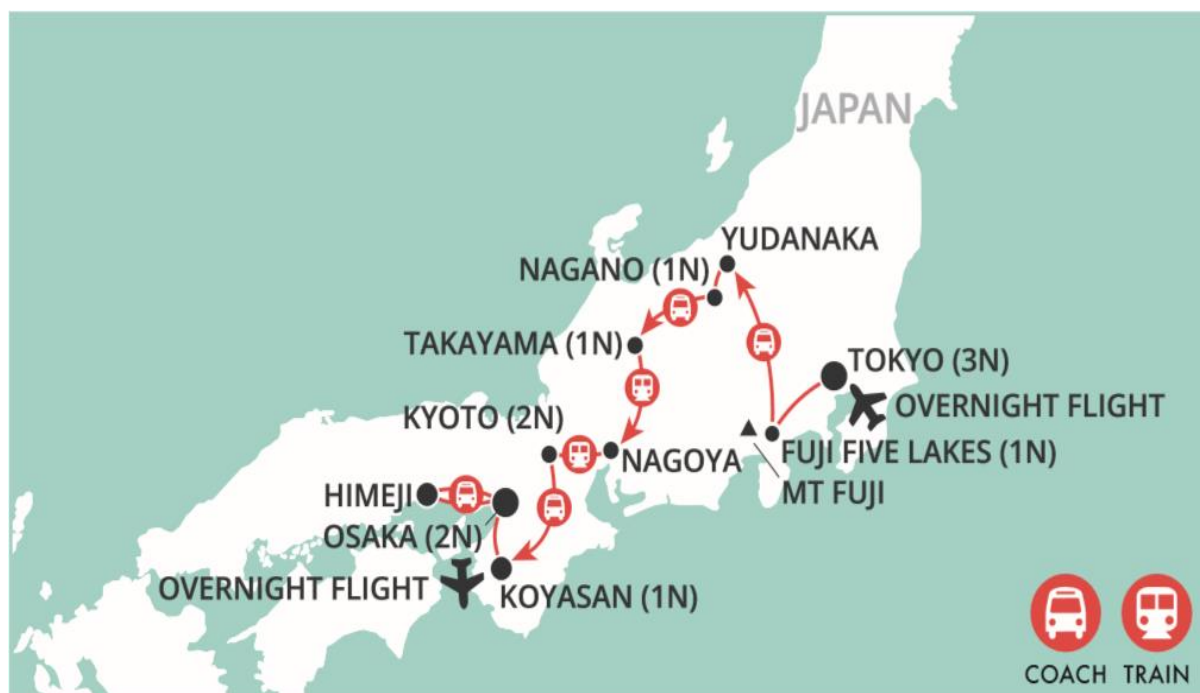 JAPAN
YUDANAKA
NAGANO (1N)
TAKAYAMA (1N)
TOKYO (3N)
OVERNIGHT FLIGHT
KYOTO (2N)
NAGOYA
FUJI FIVE LAKES (1N)
MT FUJI
HIMEJI
OSAKA (2N)
OVERNIGHT FLIGHT
KOYASAN (1N)
COACH TRAIN